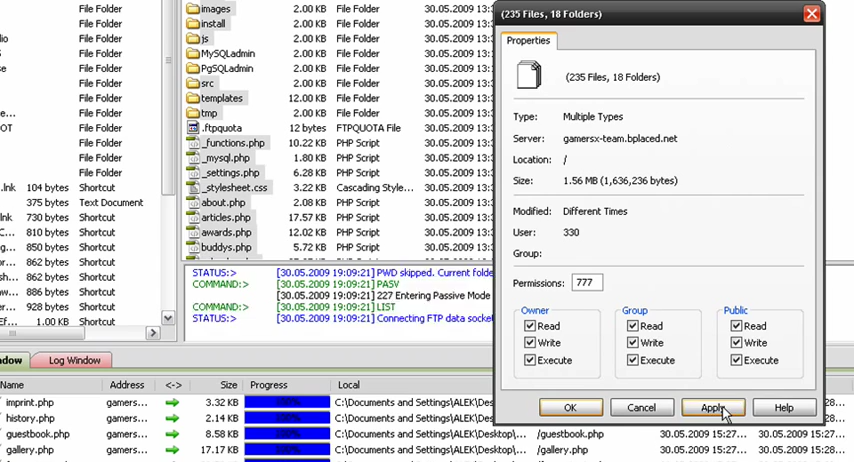 (235 Files, 18 Folders)
Properties
(235 Files, 18 Folders)
Type: Multiple Types
Server: gamersx-team.bplaced.net
Location: /
Size: 1.56 MB (1,636,236 bytes)
Modified: Different Times
User: 330
Group:
Permissions: 777
Owner Group Public
Read Read Read
Write Write Write
Execute Execute Execute
OK Cancel Apply Help
File Folder images 2.00 KB File Folder
File Folder install 2.00 KB File Folder 30.05.2009 13:
File Folder js 2.00 KB File Folder 30.05.2009 13:
File Folder MySQLadmin 2.00 KB File Folder 30.05.2009 13:
File Folder PgSQLadmin 2.00 KB File Folder 30.05.2009 13:
File Folder src 2.00 KB File Folder 30.05.2009 13:
File Folder templates 12.00 KB File Folder 30.05.2009 13:
File Folder tmp 2.00 KB File Folder 30.05.2009 13:
File Folder .ftpquota 12 bytes FTPQUOTA File 30.05.2009 13:
File Folder _functions.php 10.22 KB PHP Script 30.05.2009 13:
File Folder _mysql.php 1.80 KB PHP Script 30.05.2009 13:
File Folder _settings.php 6.28 KB PHP Script 30.05.2009 13:
.lnk 104 bytes Shortcut _stylesheet.css 3.22 KB Cascading Style... 30.05.2009 13:
375 bytes Text Document about.php 2.08 KB PHP Script 30.05.2009 13:
lnk 730 bytes Shortcut articles.php 17.57 KB PHP Script 30.05.2009 13:
810 bytes Shortcut awards.php 12.02 KB PHP Script 30.05.2009 13:
850 bytes Shortcut buddys.php 5.72 KB PHP Script 30.05.2009 13:
862 bytes Shortcut
862 bytes Shortcut
886 bytes Shortcut
928 bytes Shortcut
1.00 KB Shortcut
STATUS:> [30.05.2009 19:09:21] PWD skipped. Current folde
COMMAND:> [30.05.2009 19:09:21] PASV
[30.05.2009 19:09:21] 227 Entering Passive Mode
COMMAND:> [30.05.2009 19:09:21] LIST
STATUS:> [30.05.2009 19:09:21] Connecting FTP data socke
ndow Log Window
Name Address <-> Size Progress Local
imprint.php gamers... 3.32 KB 100% C:\Documents and Settings\ALEK\Des
history.php gamers... 2.14 KB 100% C:\Documents and Settings\ALEK\Des
guestbook.php gamers... 8.58 KB 100% C:\Documents and Settings\ALEK\Desktop\... /guestbook.php 30.05.2009 15:27... 30.05.2009 15:27...
gallery.php gamers... 17.17 KB 100% C:\Documents and Settings\ALEK\Desktop\... /gallery.php 30.05.2009 15:27... 30.05.2009 15:27...